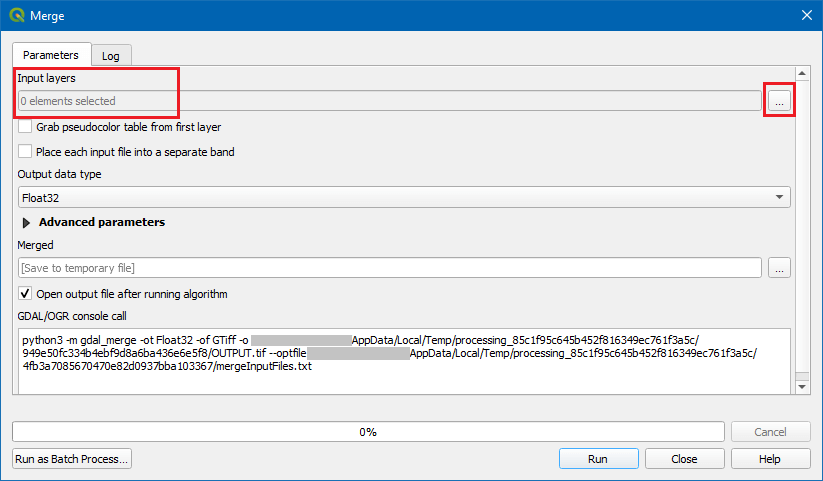 Merge
Parameters
Log
Input layers
0 elements selected
...
Grab pseudocolor table from first layer
Place each input file into a separate band
Output data type
Float32
Advanced parameters
Merged
[Save to temporary file]
...
Open output file after running algorithm
GDAL/OGR console call
python3 -m gdal_merge -ot Float32 -of GTiff -o AppData/Local/Temp/processing_85c1f95c645b452f816349ec761f3a5c/
949e50fc334b4ebf9d8a6ba436e6e5f8/OUTPUT.tif --optfile AppData/Local/Temp/processing_85c1f95c645b452f816349ec761f3a5c/
4fb3a7085670470e82d0937bba103367/mergeInputFiles.txt
0%
Cancel
Run as Batch Process...
Run
Close
Help